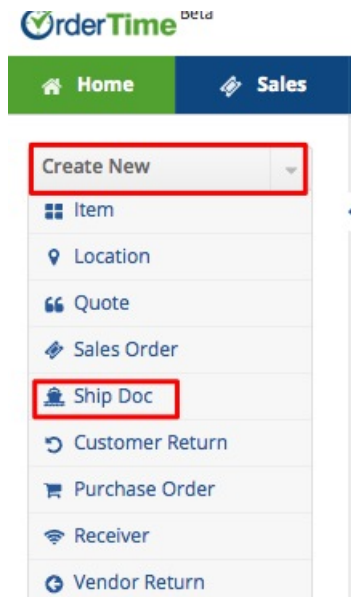 OrderTime Beta
Home Sales
Create New
Item
Location
Quote
Sales Order
Ship Doc
Customer Return
Purchase Order
Receiver
Vendor Return